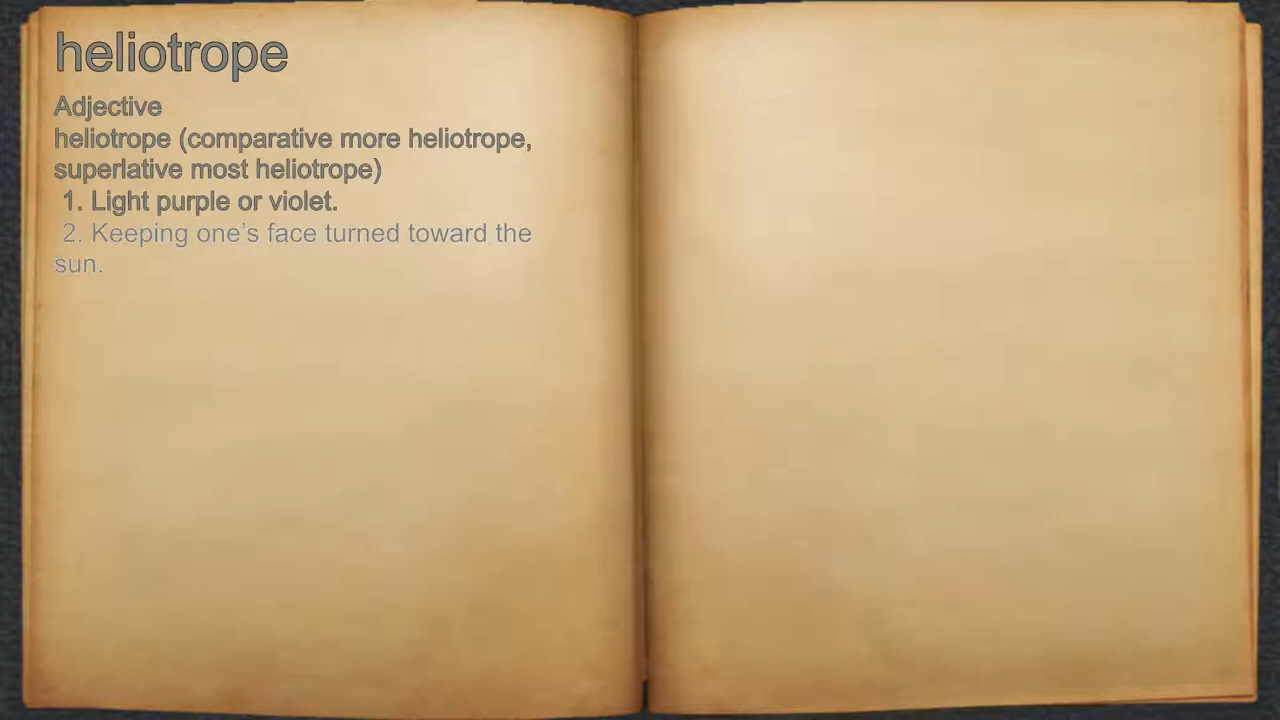 heliotrope
Adjective
heliotrope (comparative more heliotrope,
superlative most heliotrope)
1. Light purple or violet.
2. Keeping one’s face turned toward the
sun.